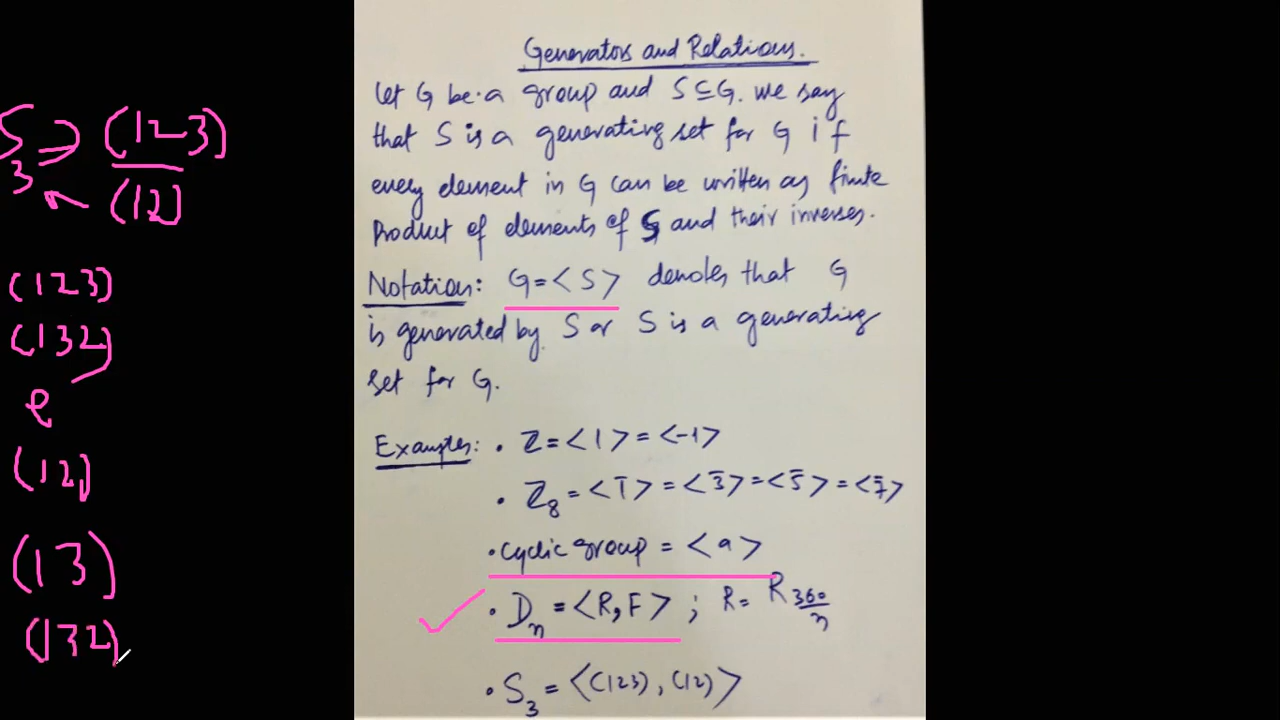 S3 → (123)
← (12)
(123)
(132)
e
(12)
(13)
(132)
Generators and Relations.
Let G be a group and S⊆G. We say
that S is a generating set for G if
every element in G can be written as finite
Product of elements of S and their inverses.
Notation: G=<S> denotes that G
is generated by S or S is a generating
set for G.
Examples: • Z=<1>=<-1>
• Z₈=<1̄>=<3̄>=<5̄>=<7̄>
• Cyclic group = <a>
• Dₙ = <R,F> ; R= R 360/n
• S₃ = <(123), (12)>